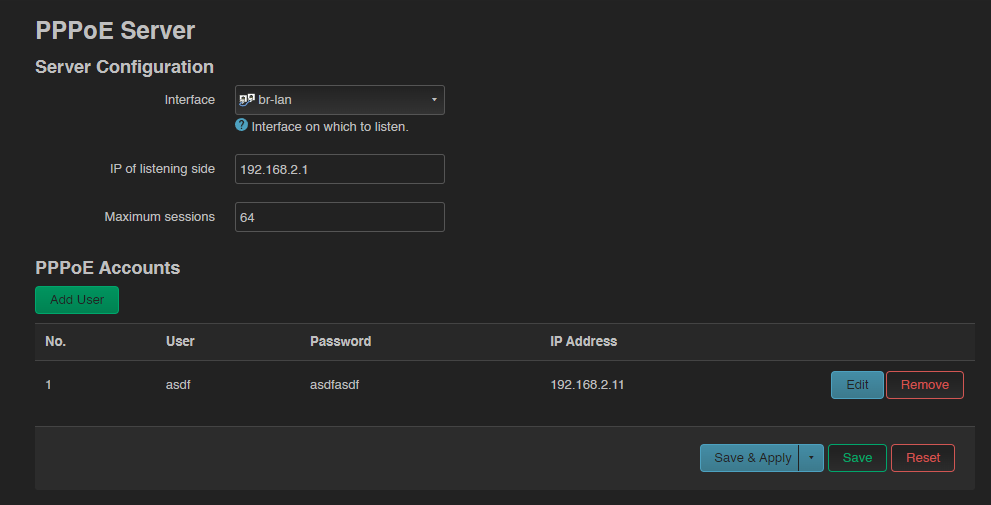 PPPoE Server
Server Configuration
Interface br-lan
Interface on which to listen.
IP of listening side 192.168.2.1
Maximum sessions 64
PPPoE Accounts
Add User
No. User Password IP Address
1 asdf asdfasdf 192.168.2.11 Edit Remove
Save & Apply Save Reset